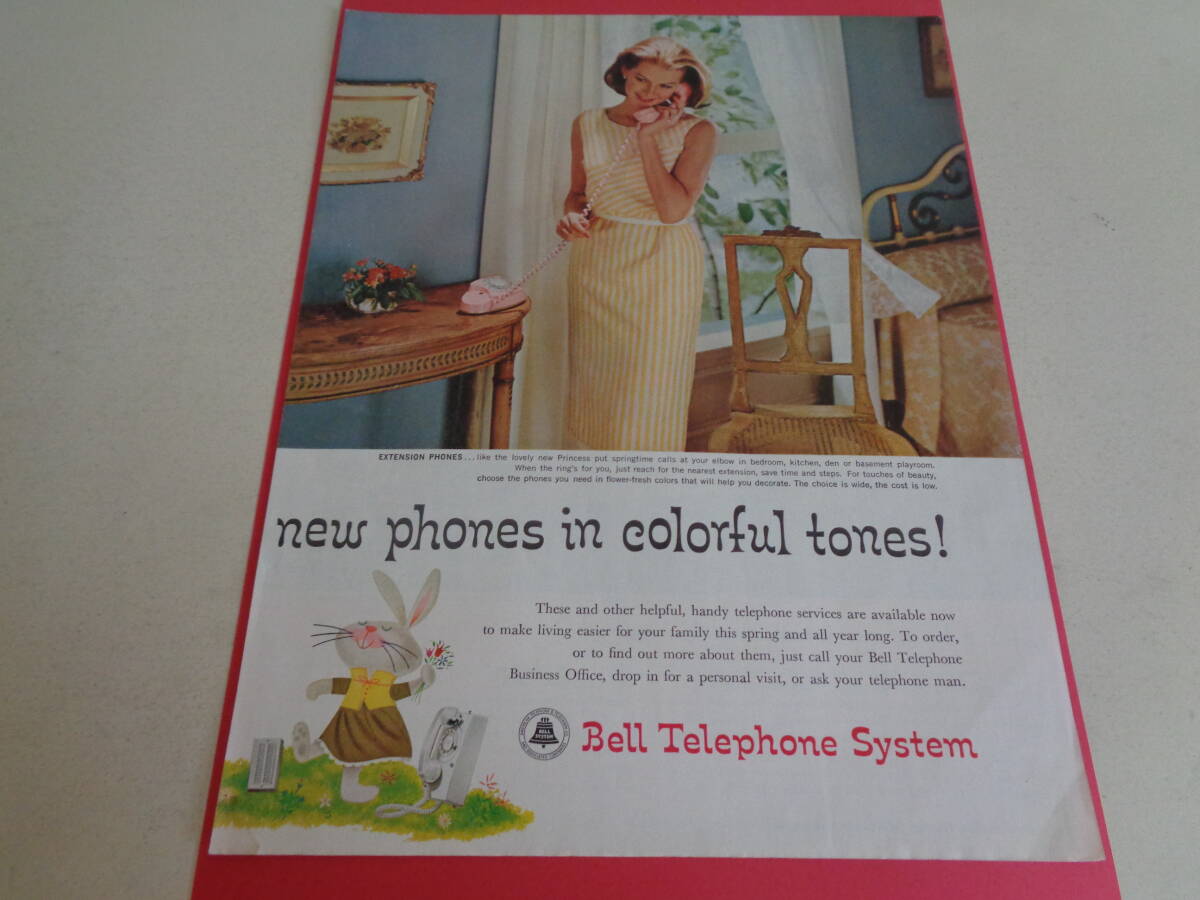 EXTENSION PHONES... like the lovely new Princess put springtime calls at your elbow in bedroom, kitchen, den or basement playroom.
When the ring's for you, just reach for the nearest extension, save time and steps. For touches of beauty,
choose the phones you need in flower-fresh colors that will help you decorate. The choice is wide, the cost is low.
new phones in colorful tones!
These and other helpful, handy telephone services are available now
to make living easier for your family this spring and all year long. To order,
or to find out more about them, just call your Bell Telephone
Business Office, drop in for a personal visit, or ask your telephone man.
BELL
SYSTEM
Bell Telephone System